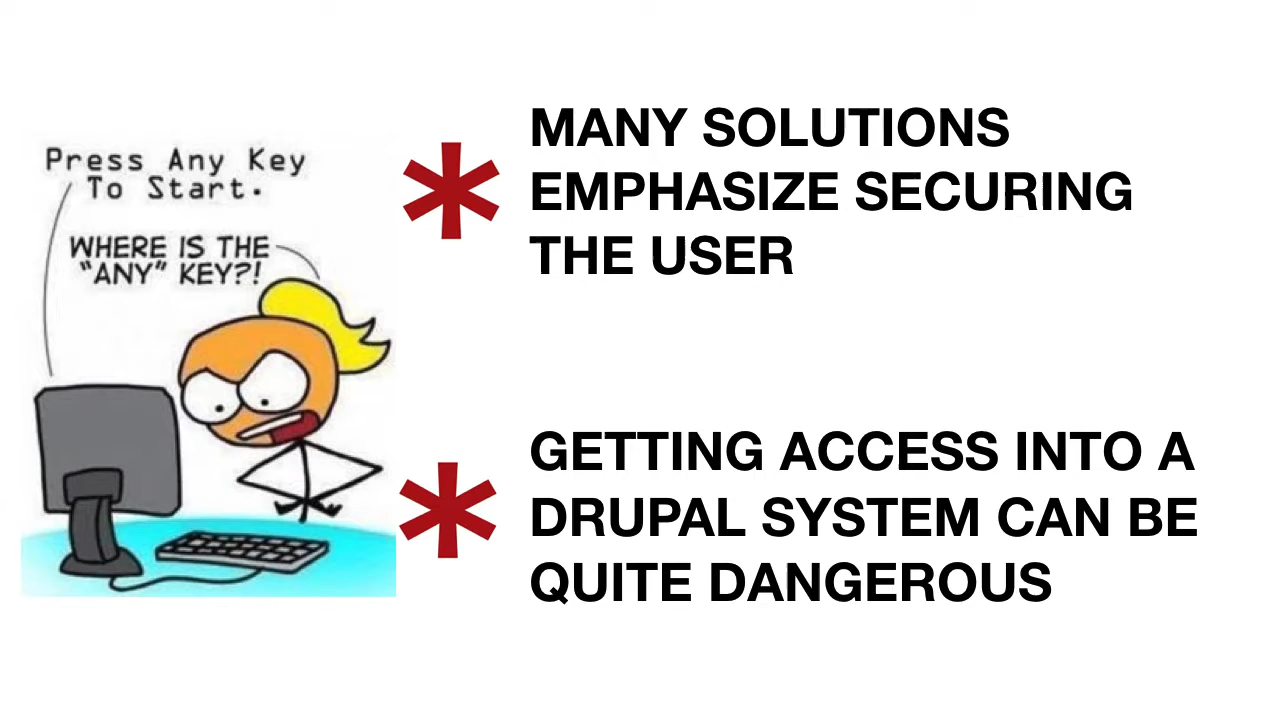 Press Any Key
To Start.
WHERE IS THE
"ANY" KEY?!
* MANY SOLUTIONS
EMPHASIZE SECURING
THE USER
* GETTING ACCESS INTO A
DRUPAL SYSTEM CAN BE
QUITE DANGEROUS